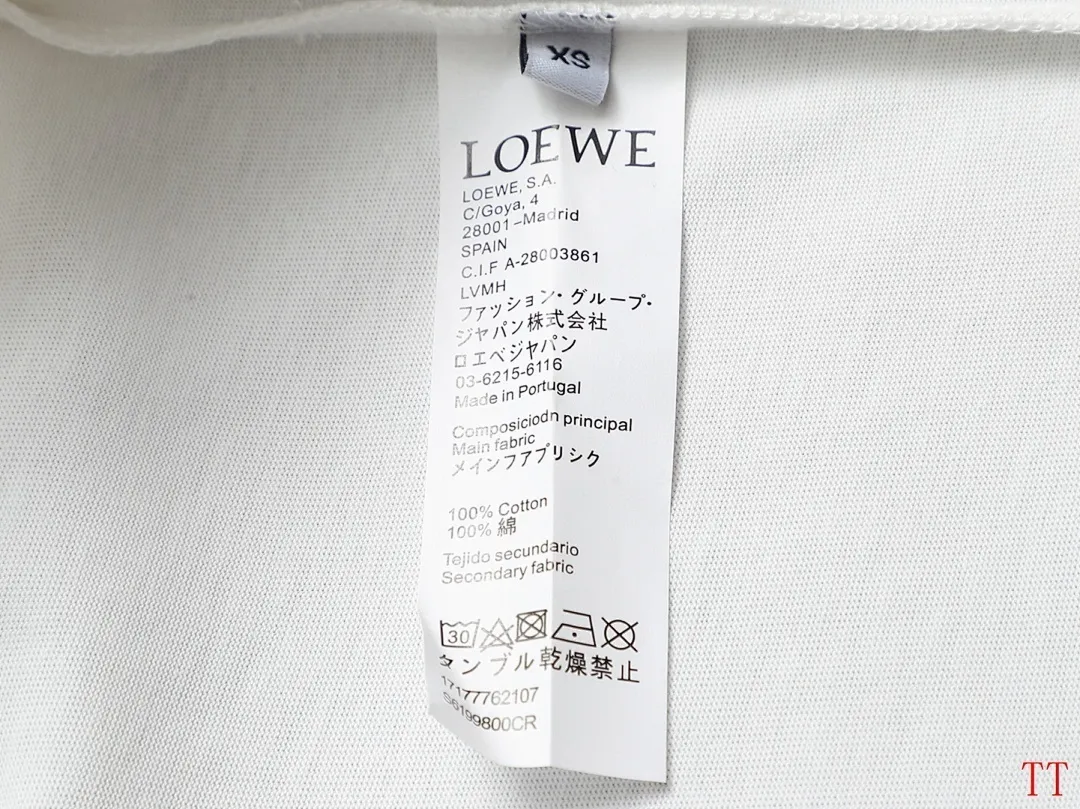 XS
LOEWE
LOEWE, S.A.
C/Goya, 4
28001-Madrid
SPAIN
C.I.F A-28003861
LVMH
ファッション・グループ・
ジャパン株式会社
ロエベジャパン
03-6215-6116
Made in Portugal
Composiciodn principal
Main fabric
メインファプリシク
100% Cotton
100% 綿
Tejido secundario
Secondary fabric
30
タンブル乾燥禁止
17177762107
S6199800CR
TT